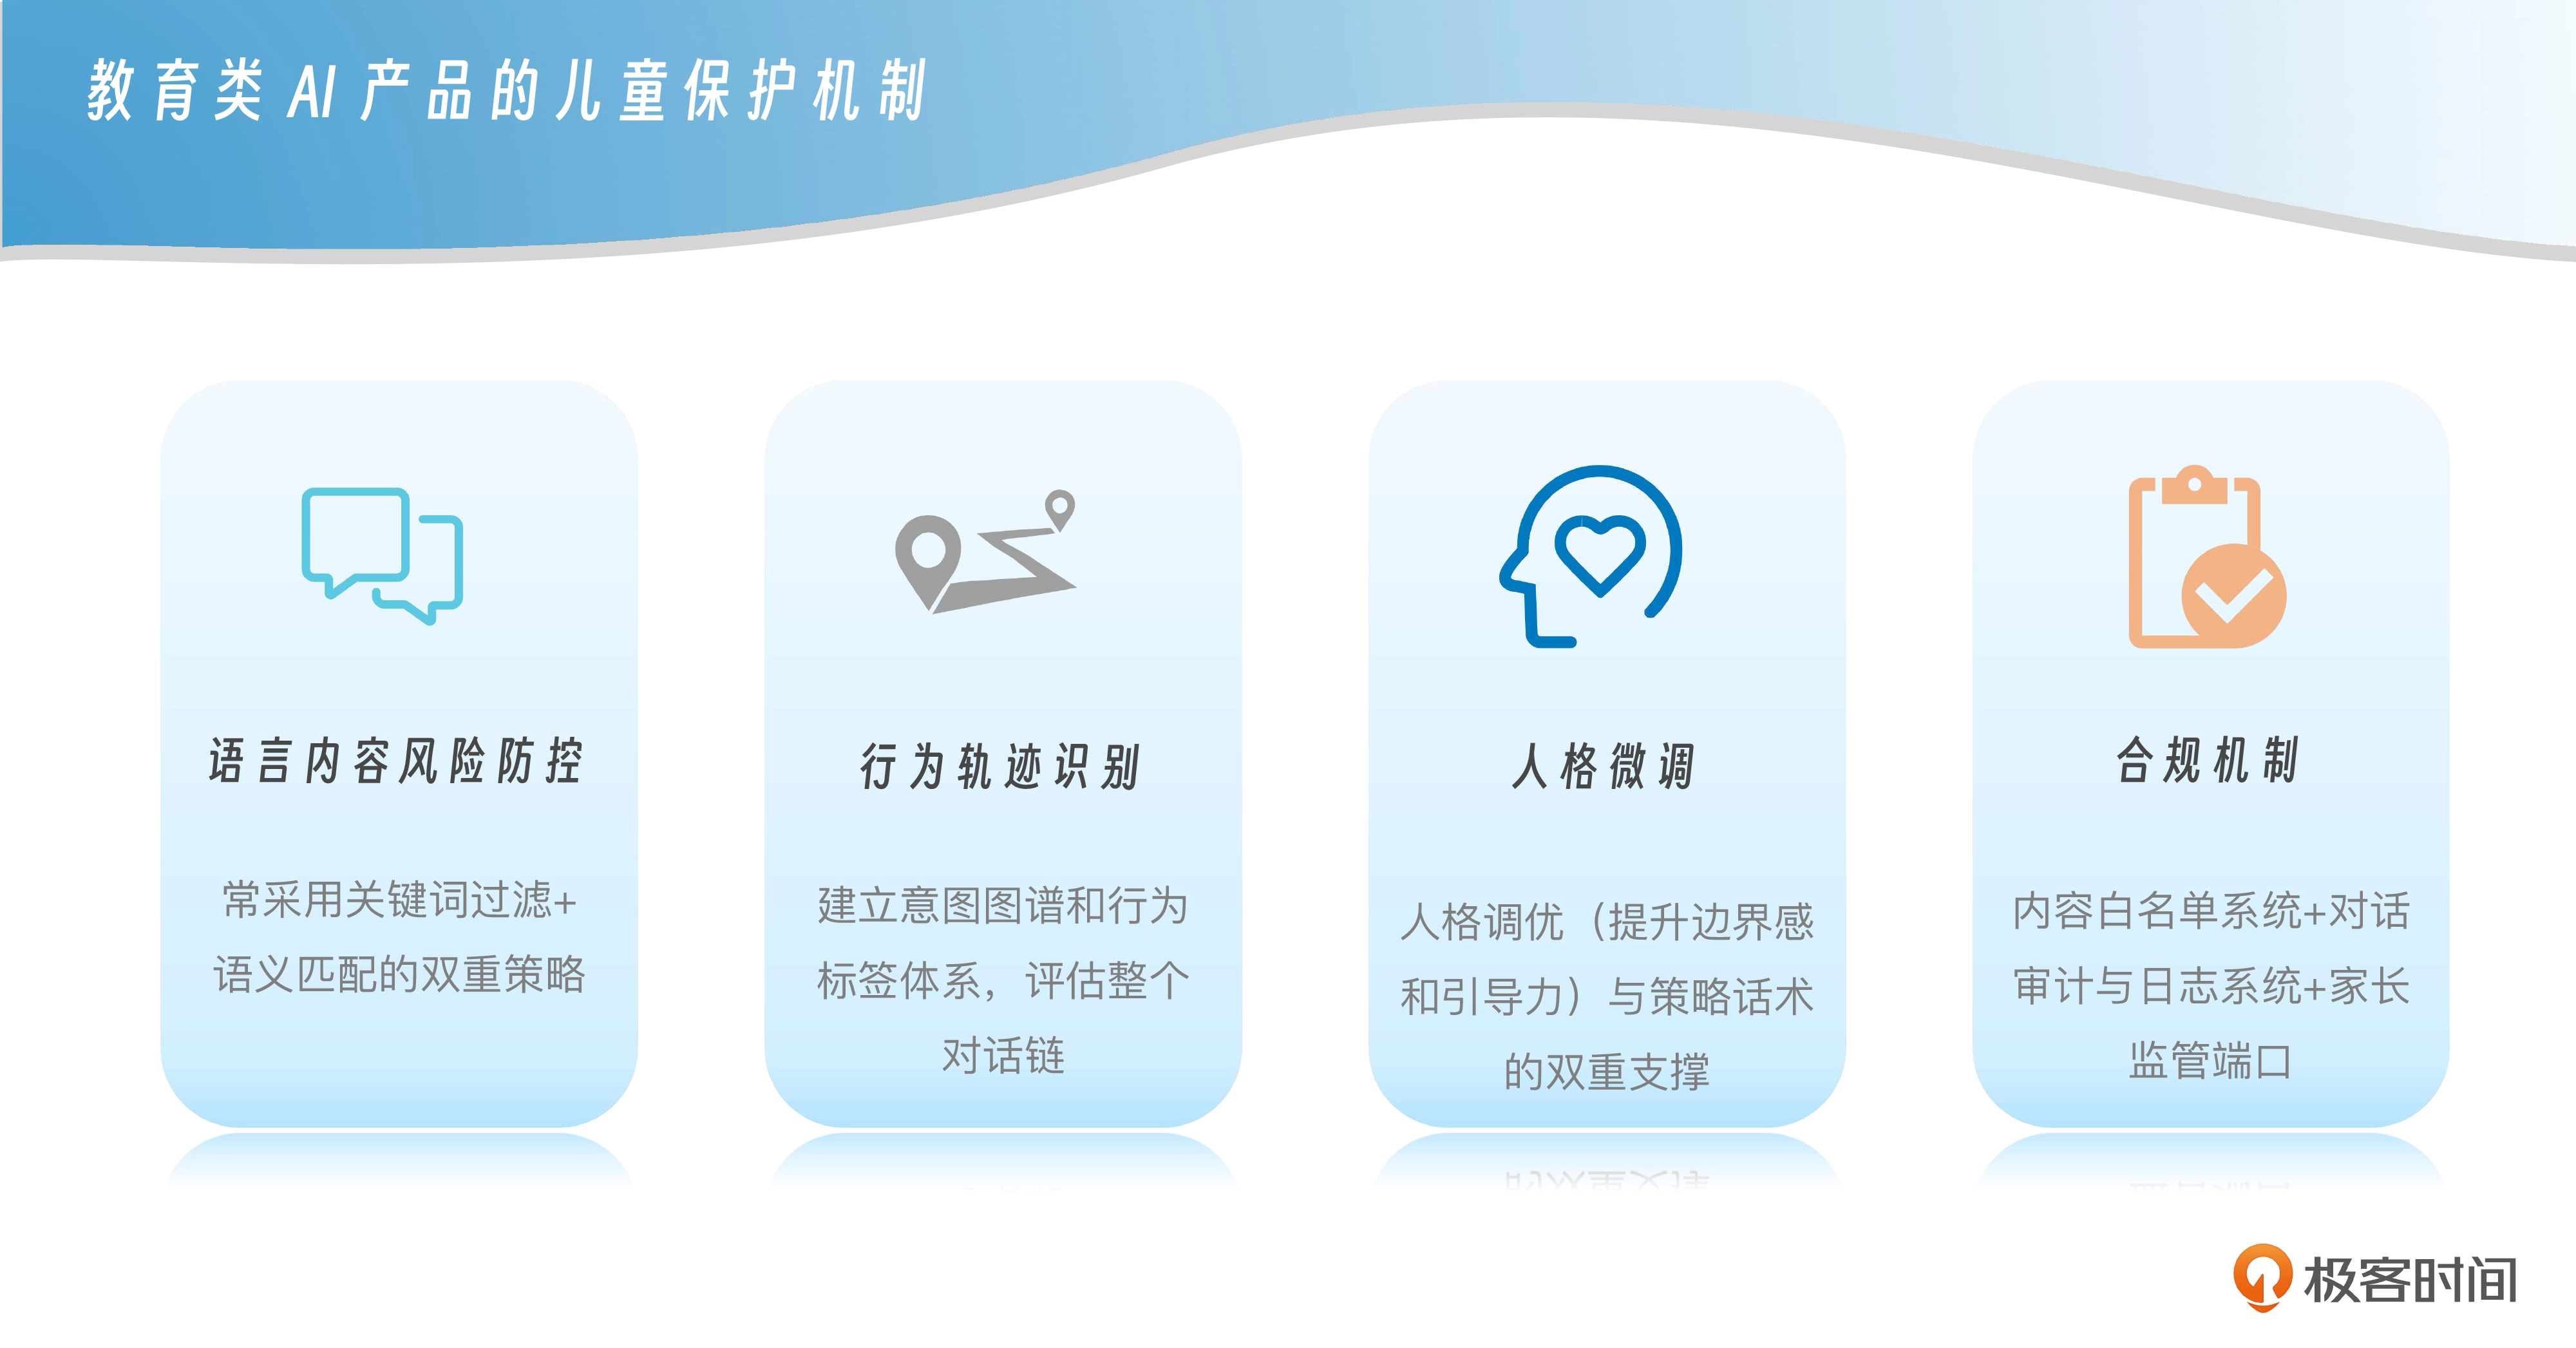 教育类 AI 产品的儿童保护机制
语言内容风险防控
常采用关键词过滤+
语义匹配的双重策略
行为轨迹识别
建立意图图谱和行为
标签体系，评估整个
对话链
人格微调
人格调优（提升边界感
和引导力）与策略话术
的双重支撑
合规机制
内容白名单系统+对话
审计与日志系统+家长
监管端口
极客时间